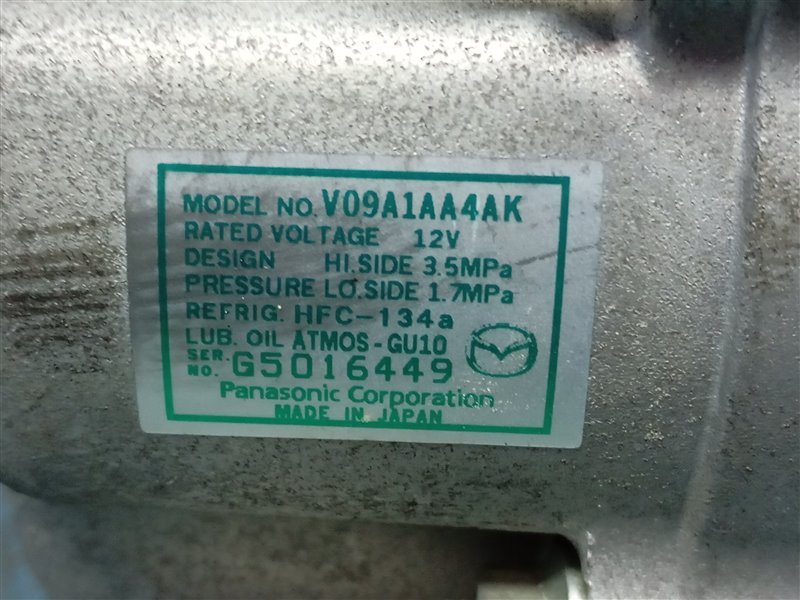 MODEL NO. V09A1AA4AK
RATED VOLTAGE 12V
DESIGN HI.SIDE 3.5MPa
PRESSURE LO.SIDE 1.7MPa
REFRIG. HFC-134a
LUB. OIL ATMOS-GU10
SER. NO. G5016449
Panasonic Corporation
MADE IN JAPAN